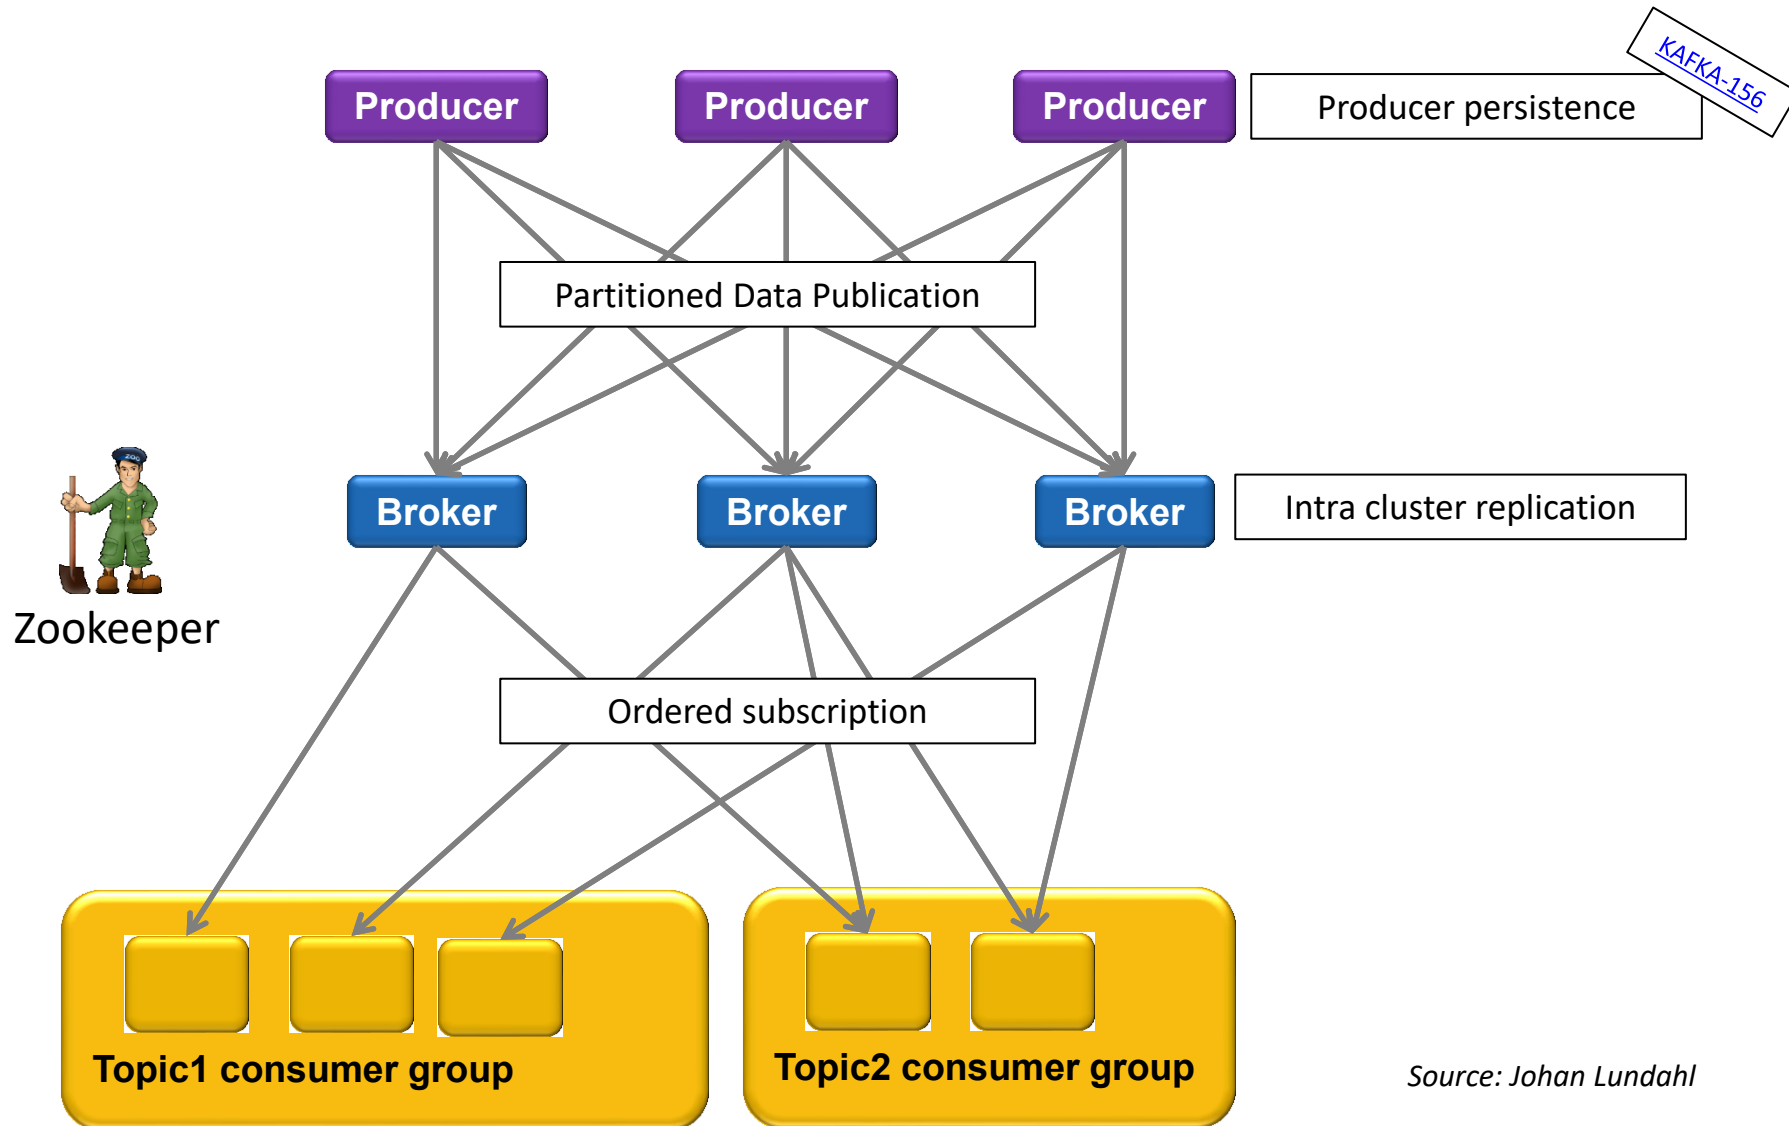 KAFKA-156
Producer
Producer
Producer
Producer persistence
Partitioned Data Publication
ZOO
Broker
Broker
Broker
Intra cluster replication
Zookeeper
Ordered subscription
Topic1 consumer group
Topic2 consumer group
Source: Johan Lundahl